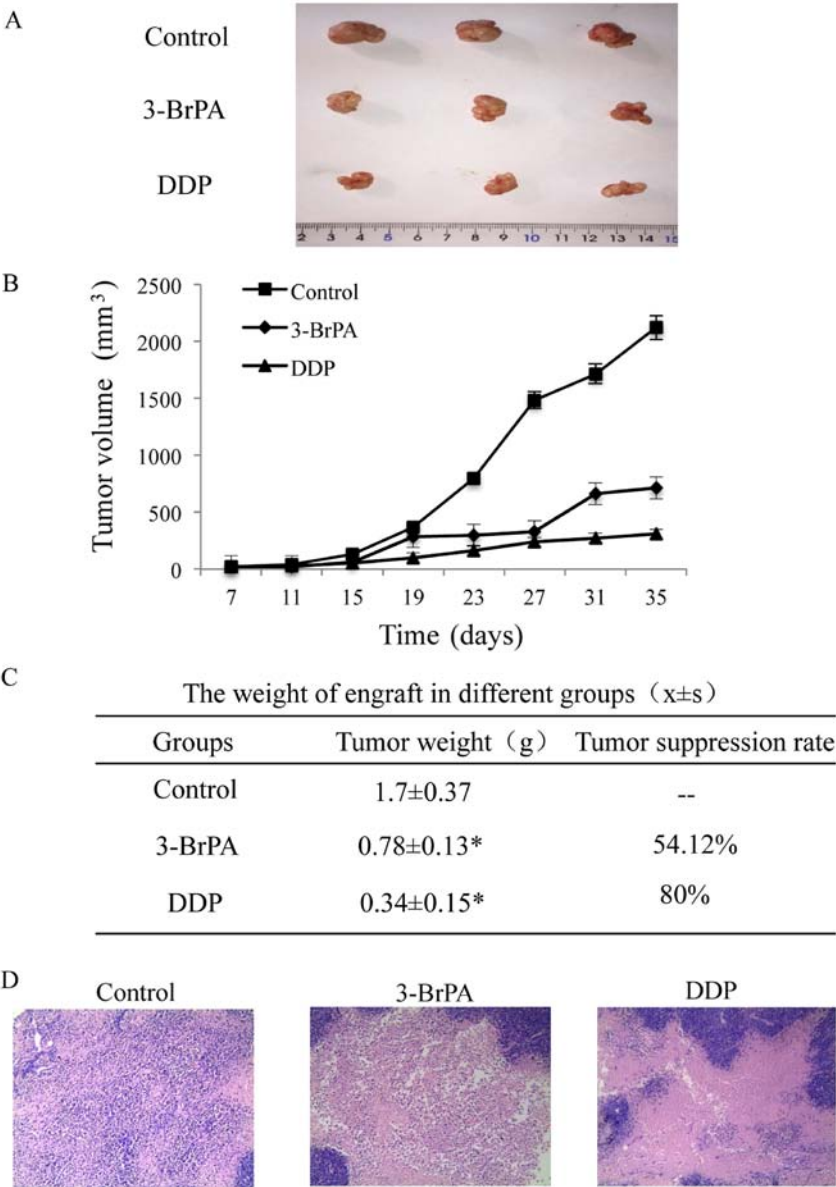 A
Control
3-BrPA
DDP
2 3 4 5 6 7 8 9 10 11 12 13 14 15
B
Tumor volume (mm³)
2500
2000
1500
1000
500
0
Control
3-BrPA
DDP
7 11 15 19 23 27 31 35
Time (days)
C
The weight of engraft in different groups（x±s）
Groups Tumor weight（g） Tumor suppression rate
Control 1.7±0.37 --
3-BrPA 0.78±0.13* 54.12%
DDP 0.34±0.15* 80%
D
Control 3-BrPA DDP